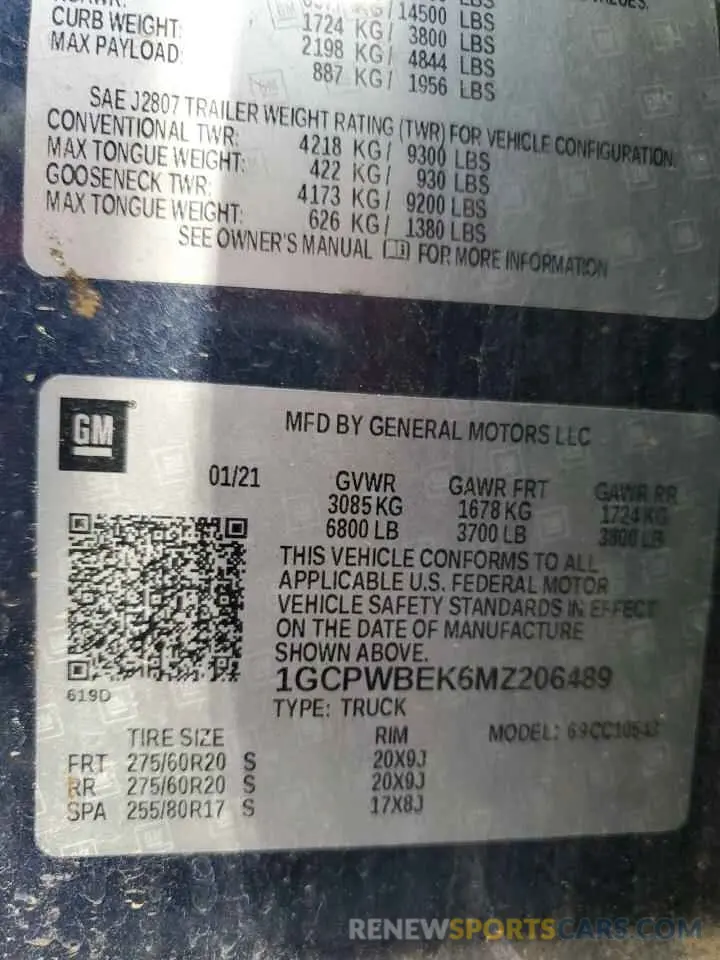 14500 LBS
1724 KG/ 3800 LBS
CURB WEIGHT: 2198 KG/ 4844 LBS
MAX PAYLOAD: 887 KG/ 1956 LBS
SAE J2807 TRAILER WEIGHT RATING (TWR) FOR VEHICLE CONFIGURATION.
CONVENTIONAL TWR: 4218 KG/ 9300 LBS
MAX TONGUE WEIGHT: 422 KG/ 930 LBS
GOOSENECK TWR: 4173 KG/ 9200 LBS
MAX TONGUE WEIGHT: 626 KG/ 1380 LBS
SEE OWNER'S MANUAL FOR MORE INFORMATION
GM
MFD BY GENERAL MOTORS LLC
01/21 GVWR GAWR FRT GAWR RR
3085 KG 1678 KG 1724 KG
6800 LB 3700 LB 3800 LB
THIS VEHICLE CONFORMS TO ALL
APPLICABLE U.S. FEDERAL MOTOR
VEHICLE SAFETY STANDARDS IN EFFECT
ON THE DATE OF MANUFACTURE
SHOWN ABOVE.
619D
1GCPWBEK6MZ206489
TYPE: TRUCK
MODEL: 69CC10543
TIRE SIZE RIM
FRT 275/60R20 S 20X9J
RR 275/60R20 S 20X9J
SPA 255/80R17 S 17X8J
RENEWSPORTSCARS.COM